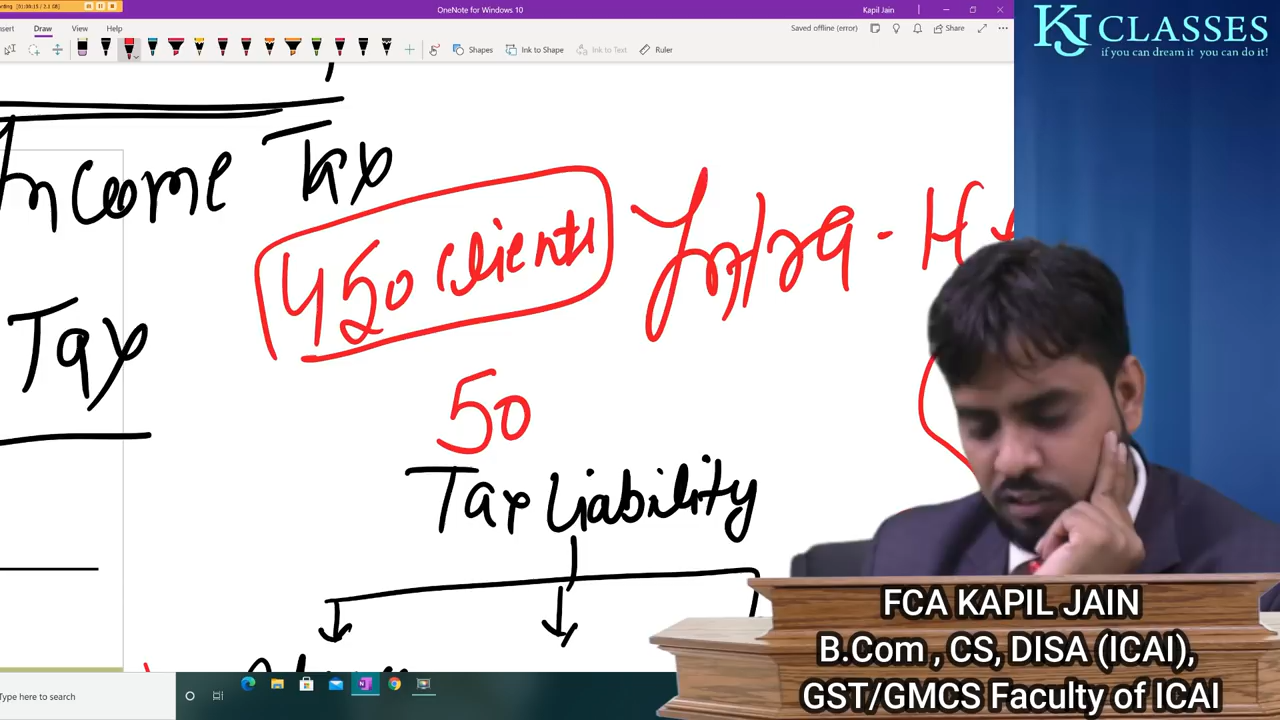 OneNote for Windows 10
Kapil Jain
nsert Draw View Help
Saved offline (error)
Share
Shapes
Ink to Shape
Ink to Text
Ruler
KJ CLASSES
if you can dream it you can do it!
Income Tax
450 clients
Tax
50
Tax Liability
Type here to search
FCA KAPIL JAIN
B.Com , CS, DISA (ICAI),
GST/GMCS Faculty of ICAI